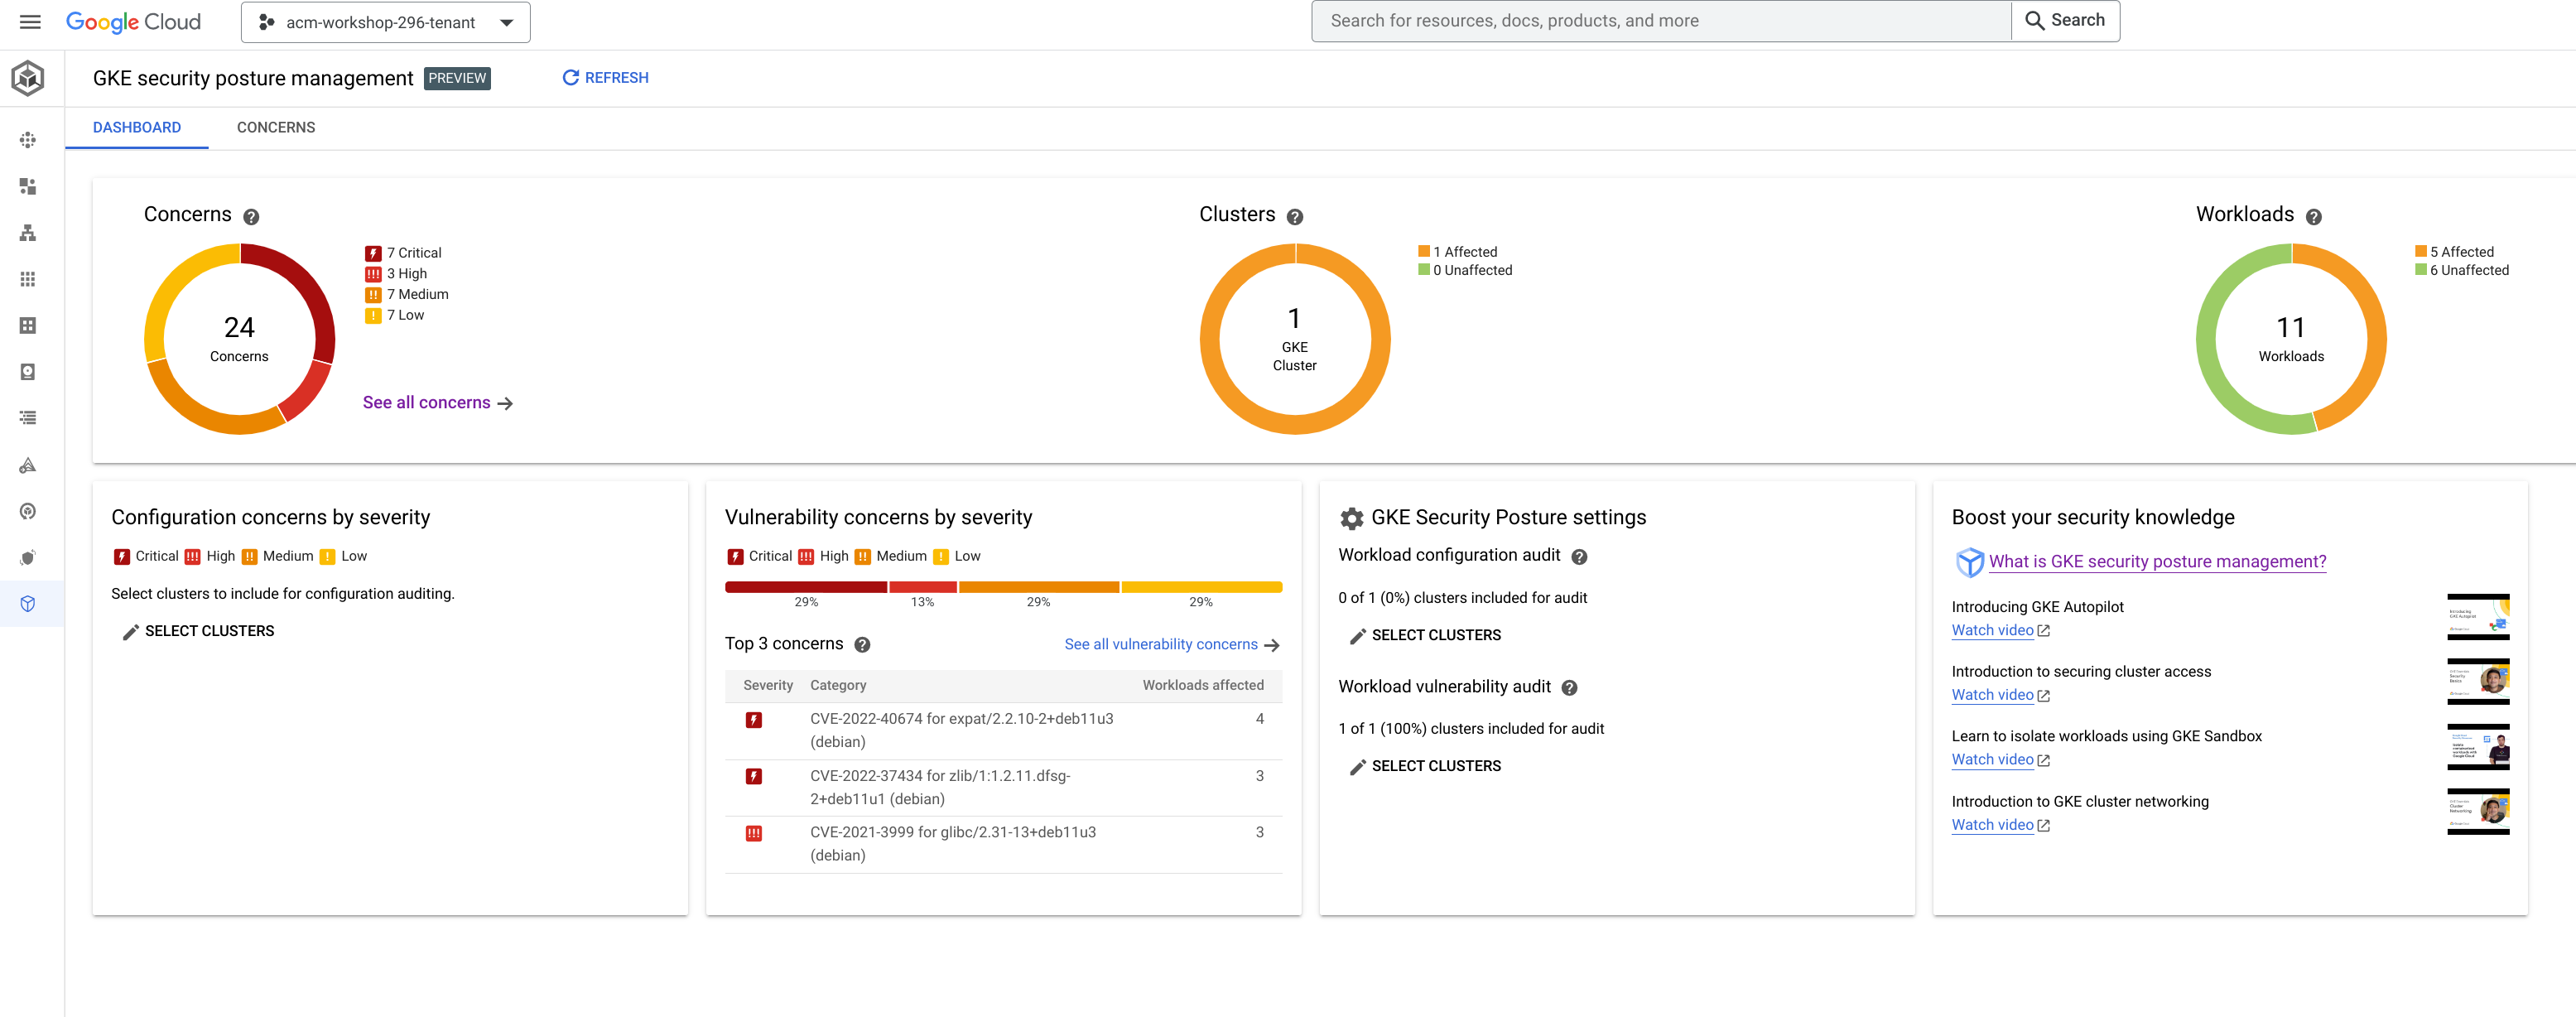 Google Cloud
acm-workshop-296-tenant
Search for resources, docs, products, and more
Search
GKE security posture management
PREVIEW
REFRESH
DASHBOARD
CONCERNS
Concerns
24
Concerns
7 Critical
3 High
7 Medium
7 Low
See all concerns
Clusters
1
GKE
Cluster
1 Affected
0 Unaffected
Workloads
11
Workloads
5 Affected
6 Unaffected
Configuration concerns by severity
Critical High Medium Low
Select clusters to include for configuration auditing.
SELECT CLUSTERS
Vulnerability concerns by severity
Critical High Medium Low
29% 13% 29% 29%
Top 3 concerns
See all vulnerability concerns
Severity Category Workloads affected
CVE-2022-40674 for expat/2.2.10-2+deb11u3 4
(debian)
CVE-2022-37434 for zlib/1:1.2.11.dfsg- 3
2+deb11u1 (debian)
CVE-2021-3999 for glibc/2.31-13+deb11u3 3
(debian)
GKE Security Posture settings
Workload configuration audit
0 of 1 (0%) clusters included for audit
SELECT CLUSTERS
Workload vulnerability audit
1 of 1 (100%) clusters included for audit
SELECT CLUSTERS
Boost your security knowledge
What is GKE security posture management?
Introducing GKE Autopilot
Watch video
Introduction to securing cluster access
Watch video
Learn to isolate workloads using GKE Sandbox
Watch video
Introduction to GKE cluster networking
Watch video